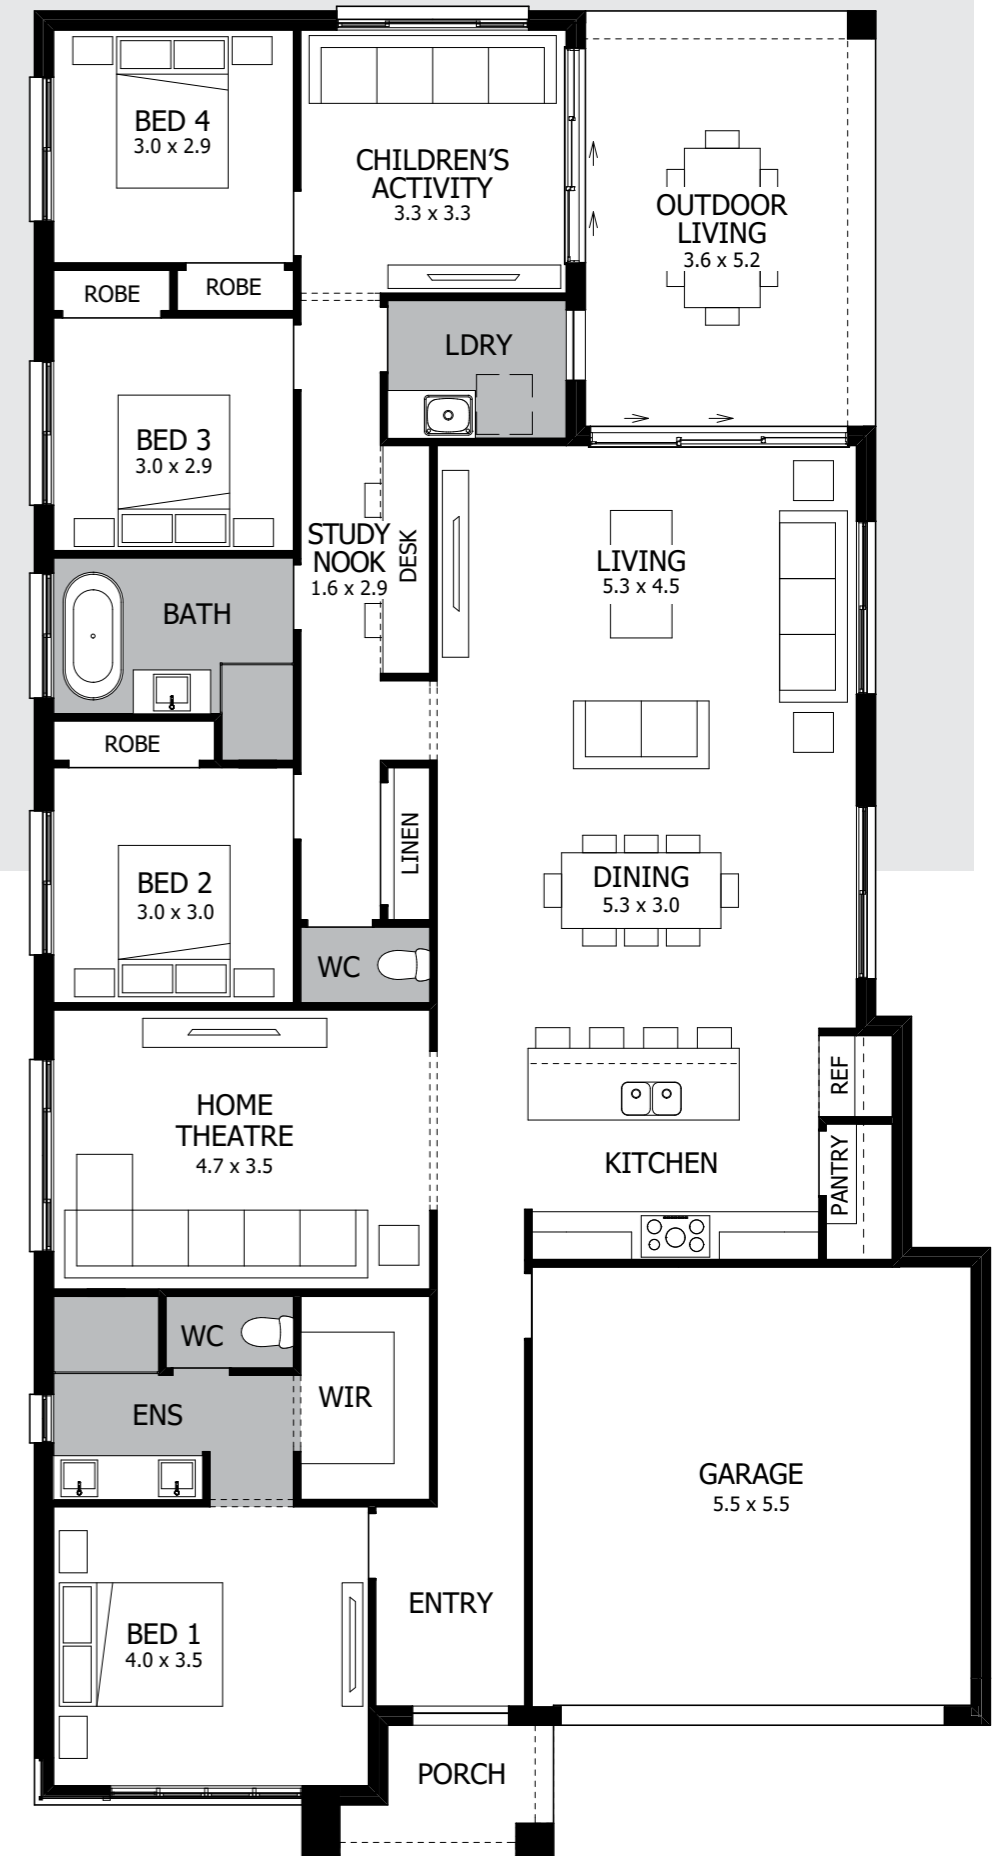 BED 4
3.0 x 2.9
CHILDREN'S
ACTIVITY
3.3 x 3.3
OUTDOOR
LIVING
3.6 x 5.2
ROBE
ROBE
LDRY
BED 3
3.0 x 2.9
STUDY
NOOK
1.6 x 2.9
DESK
LIVING
5.3 x 4.5
BATH
ROBE
LINEN
BED 2
3.0 x 3.0
DINING
5.3 x 3.0
WC
HOME
THEATRE
4.7 x 3.5
REF
KITCHEN
PANTRY
WC
WIR
ENS
GARAGE
5.5 x 5.5
ENTRY
BED 1
4.0 x 3.5
PORCH